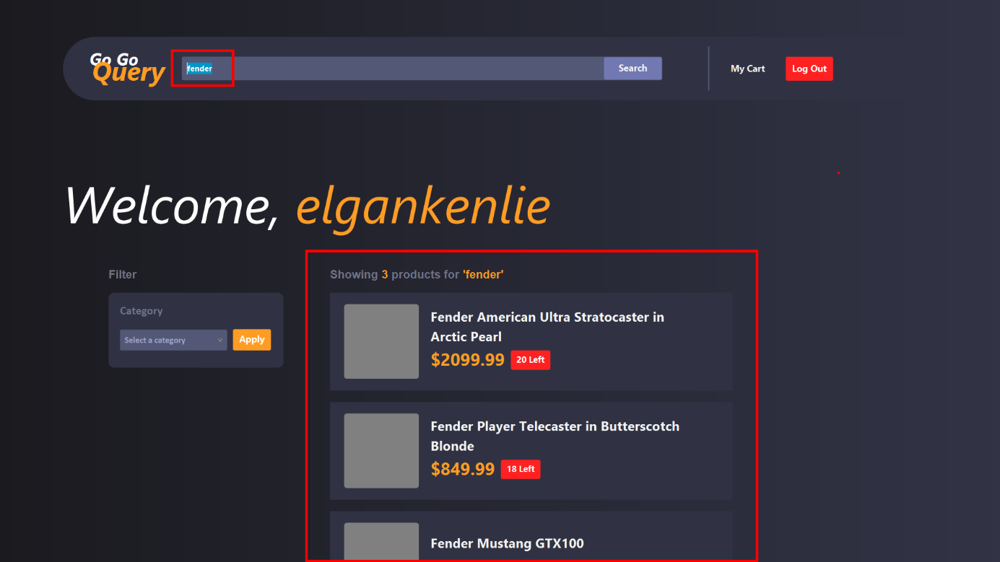 Go Go
Query
fender
Search
My Cart
Log Out
Welcome, elgankenlie
Filter
Category
Select a category
Apply
Showing 3 products for 'fender'
Fender American Ultra Stratocaster in
Arctic Pearl
$2099.99
20 Left
Fender Player Telecaster in Butterscotch
Blonde
$849.99
18 Left
Fender Mustang GTX100